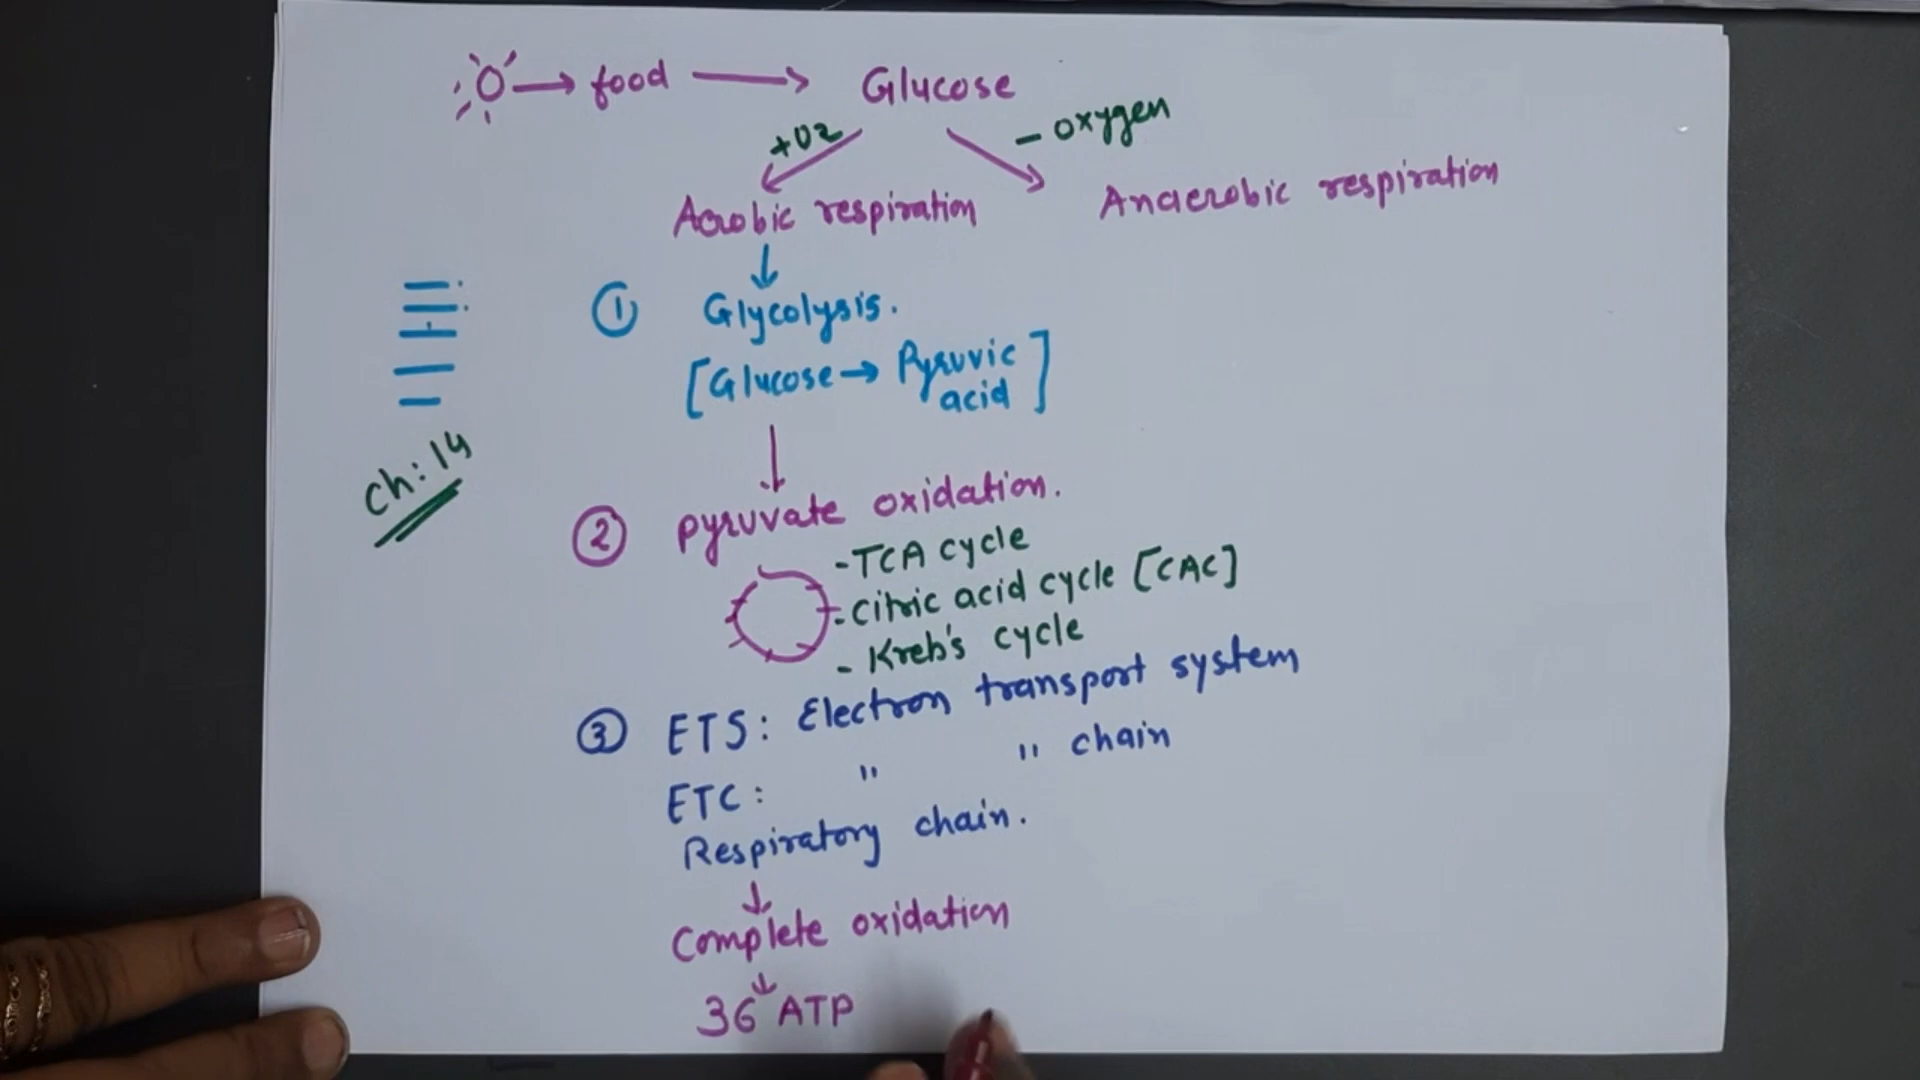 → food → Glucose
+O2 - oxygen
Aerobic respiration Anaerobic respiration
① Glycolysis.
[Glucose → Pyruvic acid]
Ch: 14
② pyruvate oxidation.
- TCA cycle
- Citric acid cycle [CAC]
- Kreb's cycle
③ ETS: Electron transport system
ETC: " " chain
Respiratory chain.
Complete oxidation
36 ATP